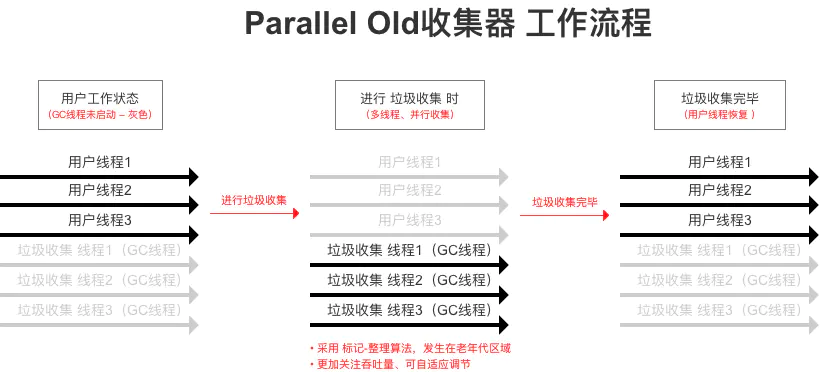 Parallel Old收集器 工作流程
用户工作状态
（GC线程未启动 – 灰色）
进行 垃圾收集 时
（多线程、并行收集）
垃圾收集完毕
（用户线程恢复 ）
用户线程1
用户线程2
用户线程3
垃圾收集 线程1（GC线程）
垃圾收集 线程2（GC线程）
垃圾收集 线程3（GC线程）
进行垃圾收集
用户线程1
用户线程2
用户线程3
垃圾收集 线程1（GC线程）
垃圾收集 线程2（GC线程）
垃圾收集 线程3（GC线程）
• 采用 标记-整理算法，发生在老年代区域
• 更加关注吞吐量、可自适应调节
垃圾收集完毕
用户线程1
用户线程2
用户线程3
垃圾收集 线程1（GC线程）
垃圾收集 线程2（GC线程）
垃圾收集 线程3（GC线程）